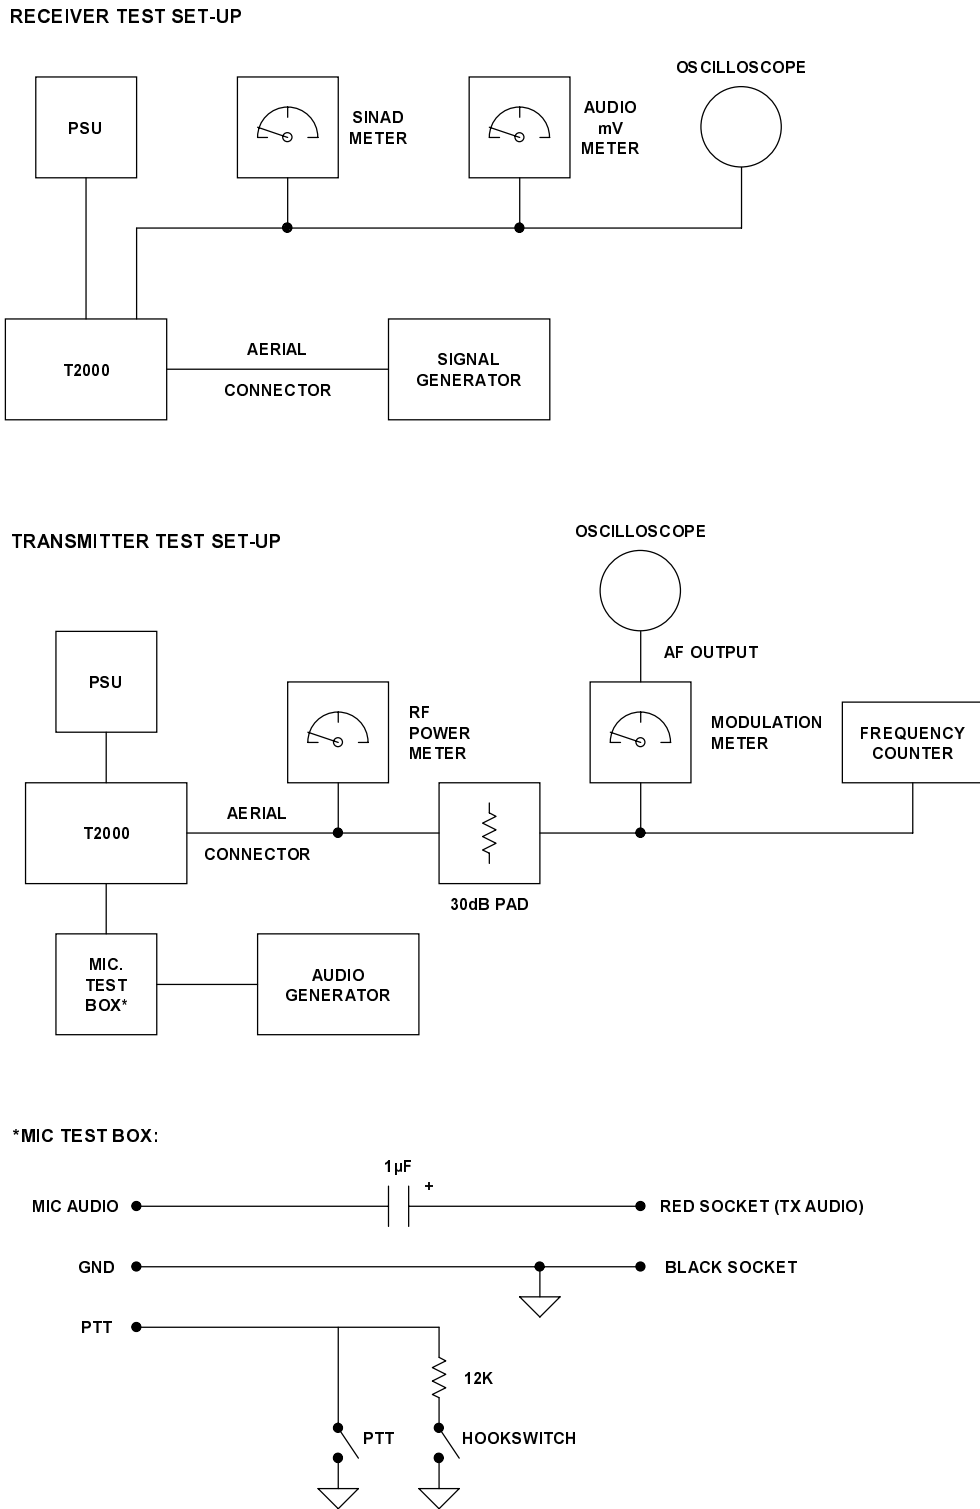 RECEIVER TEST SET-UP
OSCILLOSCOPE
PSU
SINAD
METER
AUDIO
mV
METER
T2000
AERIAL
CONNECTOR
SIGNAL
GENERATOR
TRANSMITTER TEST SET-UP
OSCILLOSCOPE
AF OUTPUT
PSU
RF
POWER
METER
MODULATION
METER
FREQUENCY
COUNTER
T2000
AERIAL
CONNECTOR
30dB PAD
MIC.
TEST
BOX*
AUDIO
GENERATOR
*MIC TEST BOX:
1µF
+
MIC AUDIO
RED SOCKET (TX AUDIO)
GND
BLACK SOCKET
PTT
12K
PTT
HOOKSWITCH